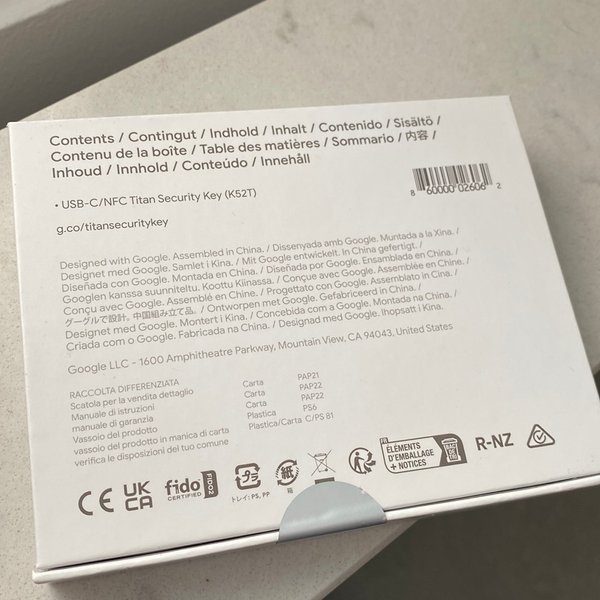 Contents / Contingut / Indhold / Inhalt / Contenido / Sisältö /
Contenu de la boîte / Table des matières / Sommario / 内容 /
Inhoud / Innhold / Conteúdo / Innehåll
• USB-C/NFC Titan Security Key (K52T)
g.co/titansecuritykey
8 60000 02606 2
Designed with Google. Assembled in China. / Dissenyada amb Google. Muntada a la Xina. /
Designet med Google. Samlet i Kina. / Mit Google entwickelt. In China gefertigt. /
Diseñada con Google. Montada en China. / Diseñada por Google. Ensamblada en China. /
Googlen kanssa suunniteltu. Koottu Kiinassa. / Conçue avec Google. Assemblée en Chine. /
Conçu avec Google. Assemblé en Chine. / Progettato con Google. Assemblato in Cina. /
グーグルで設計。中国組み立て品。 / Ontworpen met Google. Gefabriceerd in China. /
Designet med Google. Montert i Kina. / Concebida com a Google. Montada na China. /
Criada com o Google. Fabricada na China. / Designad med Google. Ihopsatt i Kina.
Google LLC - 1600 Amphitheatre Parkway, Mountain View, CA 94043, United States
RACCOLTA DIFFERENZIATA
Scatola per la vendita dettaglio Carta PAP21
Manuale di istruzioni Carta PAP22
manuale di garanzia Carta PAP22
Vassoio del prodotto Plastica PS6
vassoio del prodotto in manica di carta Plastica/Carta C/PS 81
verifica le disposizioni del tuo comune
CE UK CA fido CERTIFIED FIDO2 プラ 紙 FR ÉLÉMENTS D'EMBALLAGE + NOTICES BAC DE TRI R-NZ
トレイ: PS, PP 箱